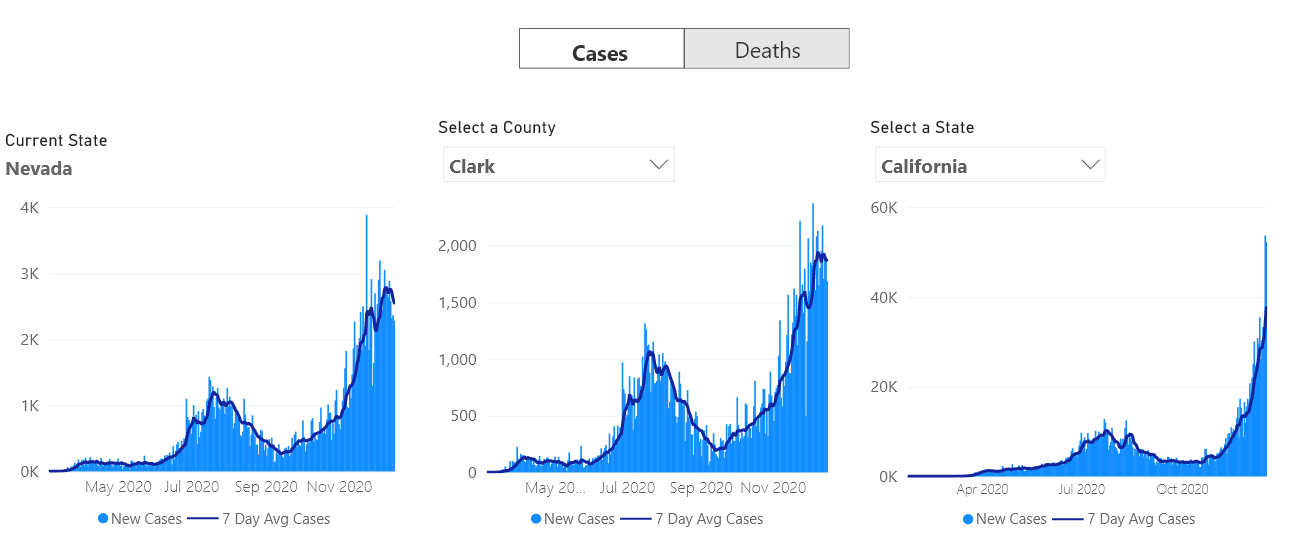 Cases
Deaths
Current State
Nevada
4K
3K
2K
1K
0K
May 2020 Jul 2020 Sep 2020 Nov 2020
New Cases 7 Day Avg Cases
Select a County
Clark
2,000
1,500
1,000
500
0
May 20... Jul 2020 Sep 2020 Nov 2020
New Cases 7 Day Avg Cases
Select a State
California
60K
40K
20K
0K
Apr 2020 Jul 2020 Oct 2020
New Cases 7 Day Avg Cases